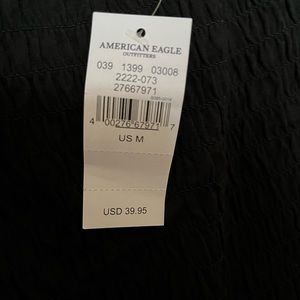 AMERICAN EAGLE
OUTFITTERS
039 1399 03008
2222-073
27667971
4 00276 67971 7
US M
USD 39.95